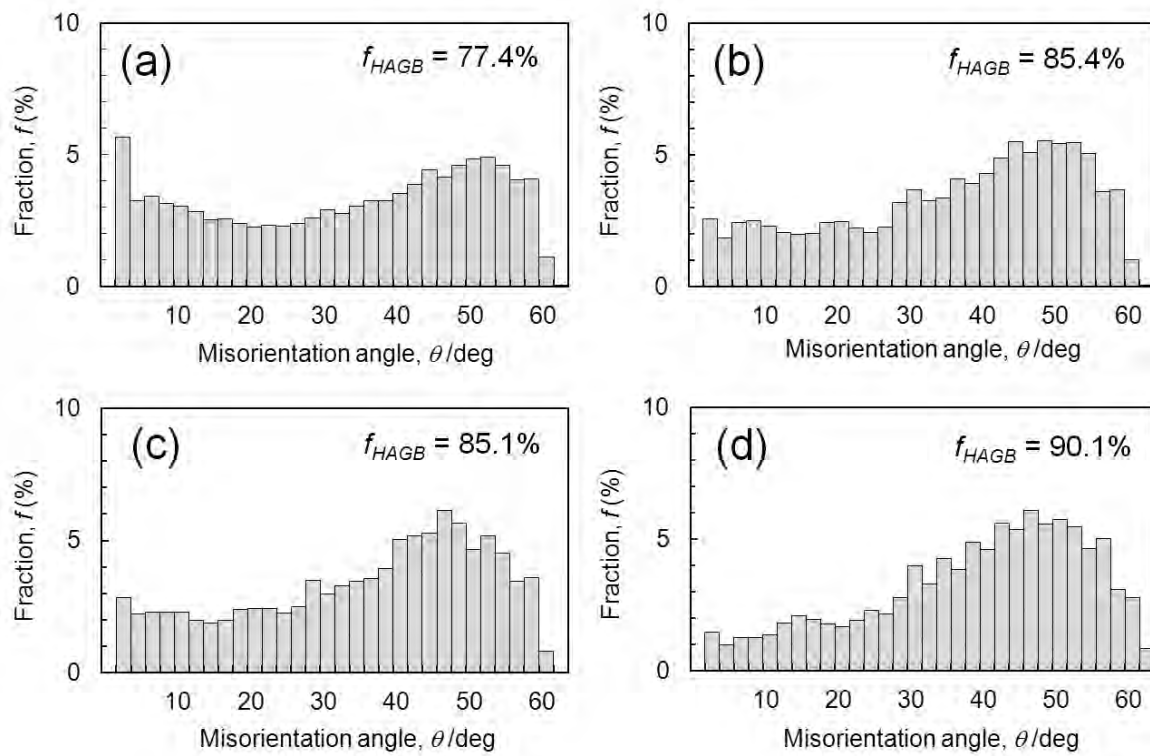 10
(a)
f_HAGB = 77.4%
5
0
Fraction, f (%)
10 20 30 40 50 60
Misorientation angle, θ/deg
10
(b)
f_HAGB = 85.4%
5
0
Fraction, f (%)
10 20 30 40 50 60
Misorientation angle, θ/deg
10
(c)
f_HAGB = 85.1%
5
0
Fraction, f (%)
10 20 30 40 50 60
Misorientation angle, θ/deg
10
(d)
f_HAGB = 90.1%
5
0
Fraction, f (%)
10 20 30 40 50 60
Misorientation angle, θ/deg